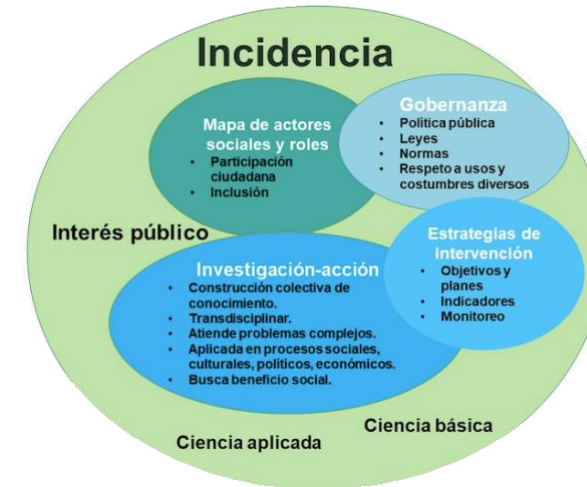 Incidencia
Mapa de actores
sociales y roles
• Participación
ciudadana
• Inclusión
Gobernanza
• Política pública
• Leyes
• Normas
• Respeto a usos y
costumbres diversos
Interés público
Estrategias de
intervención
• Objetivos y
planes
• Indicadores
• Monitoreo
Investigación-acción
• Construcción colectiva de
conocimiento.
• Transdisciplinar.
• Atiende problemas complejos.
• Aplicada en procesos sociales,
culturales, políticos, económicos.
• Busca beneficio social.
Ciencia aplicada
Ciencia básica